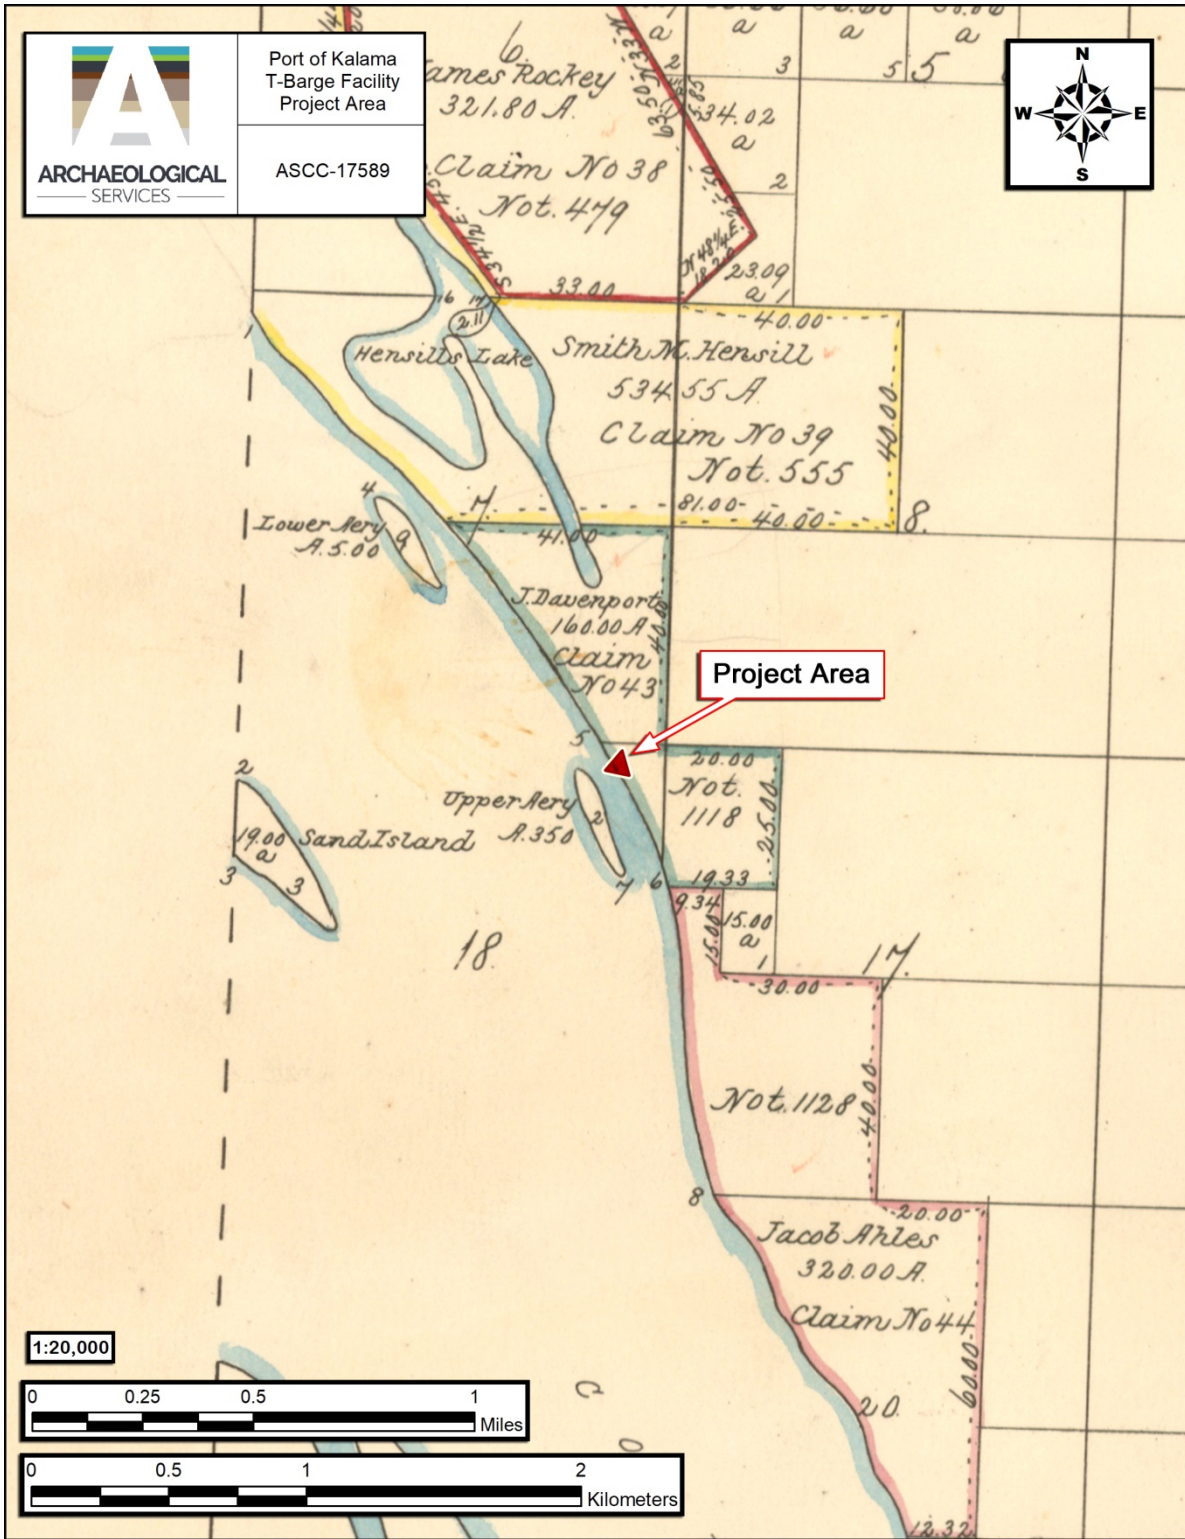 ARCHAEOLOGICAL
SERVICES
Port of Kalama
T-Barge Facility
Project Area
ASCC-17589
N
W
E
S
6.
James Rockey
321.80 A.
Claim No 38
Not. 479
a
a
a
a
2
3
5
5
34.02
a
2
23.09
a 1
33.00
16
17
2.11
1
Hensills Lake
Smith M. Hensill
534.55 A.
Claim No 39
Not. 555
40.00
40.00
81.00
40.00
8.
7.
4
Lower Aery
A. 5.00
9
41.00
J. Davenport
160.00 A
Claim
No 43
40.00
Project Area
5
20.00
Not.
1118
25.00
19.33
2
19.00
a
3
3
Sand Island
Upper Aery
A. 350
2
7
6
9.34
15.00
15.00
a
1
17.
18.
30.00
Not. 1128
40.00
8
20.00
Jacob Ahles
320.00 A.
Claim No 44
60.00
20.
12.32
C
O
1:20,000
0 0.25 0.5 1
Miles
0 0.5 1 2
Kilometers